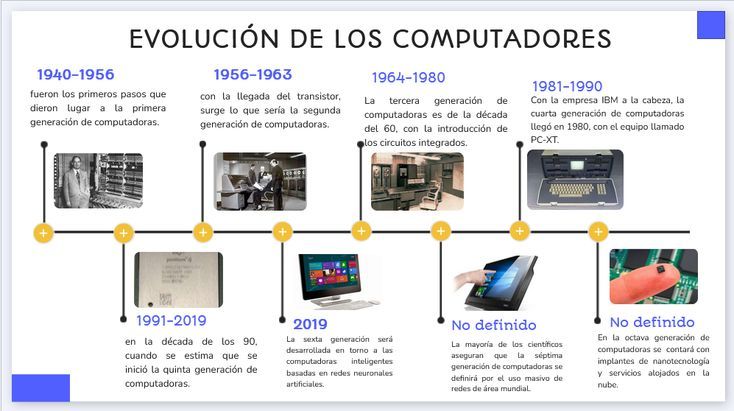 EVOLUCIÓN DE LOS COMPUTADORES
1940-1956
fueron los primeros pasos que
dieron lugar a la primera
generación de computadoras.
1956-1963
con la llegada del transistor,
surge lo que sería la segunda
generación de computadoras.
1964-1980
La tercera generación de
computadoras es de la década
del 60, con la introducción de
los circuitos integrados.
1981-1990
Con la empresa IBM a la cabeza, la
cuarta generación de computadoras
llegó en 1980, con el equipo llamado
PC-XT.
1991-2019
en la década de los 90,
cuando se estima que se
inició la quinta generación de
computadoras.
2019
La sexta generación será
desarrollada en torno a las
computadoras inteligentes
basadas en redes neuronales
artificiales.
No definido
La mayoría de los científicos
aseguran que la séptima
generación de computadoras se
definirá por el uso masivo de
redes de área mundial.
No definido
En la octava generación de
computadoras se contará con
implantes de nanotecnología
y servicios alojados en la
nube.